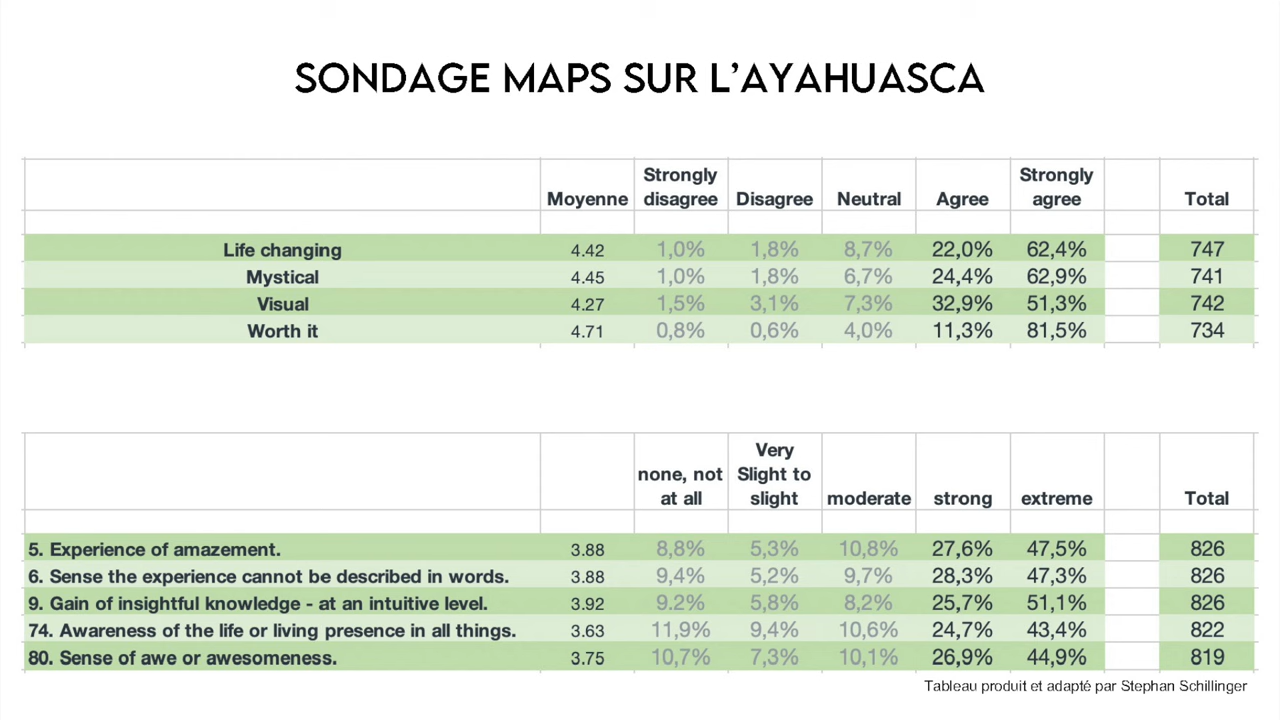 SONDAGE MAPS SUR L'AYAHUASCA
Moyenne Strongly disagree Disagree Neutral Agree Strongly agree Total
Life changing 4.42 1,0% 1,8% 8,7% 22,0% 62,4% 747
Mystical 4.45 1,0% 1,8% 6,7% 24,4% 62,9% 741
Visual 4.27 1,5% 3,1% 7,3% 32,9% 51,3% 742
Worth it 4.71 0,8% 0,6% 4,0% 11,3% 81,5% 734
none, not at all Very Slight to slight moderate strong extreme Total
5. Experience of amazement. 3.88 8,8% 5,3% 10,8% 27,6% 47,5% 826
6. Sense the experience cannot be described in words. 3.88 9,4% 5,2% 9,7% 28,3% 47,3% 826
9. Gain of insightful knowledge - at an intuitive level. 3.92 9.2% 5,8% 8,2% 25,7% 51,1% 826
74. Awareness of the life or living presence in all things. 3.63 11,9% 9,4% 10,6% 24,7% 43,4% 822
80. Sense of awe or awesomeness. 3.75 10,7% 7,3% 10,1% 26,9% 44,9% 819
Tableau produit et adapté par Stephan Schillinger